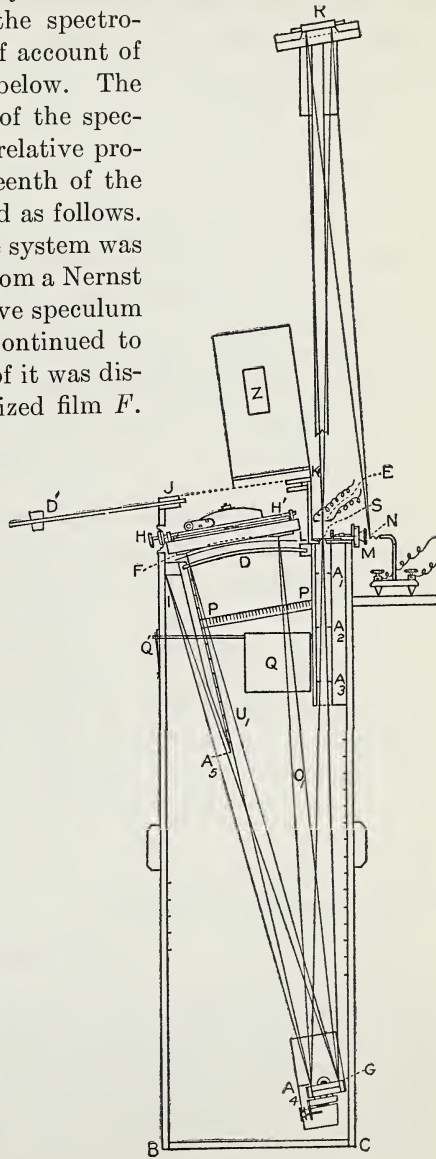 the spectro-
f account of
below. The
of the spec-
relative pro-
eenth of the
d as follows.
e system was
om a Nernst
ve speculum
ontinued to
of it was dis-
ized film F.
R
Z
K
E
J
D'
H'
S
N
H
M
F
D
A1
P P
A2
Q'
Q
A3
U1
A5
O1
G
A4
B C